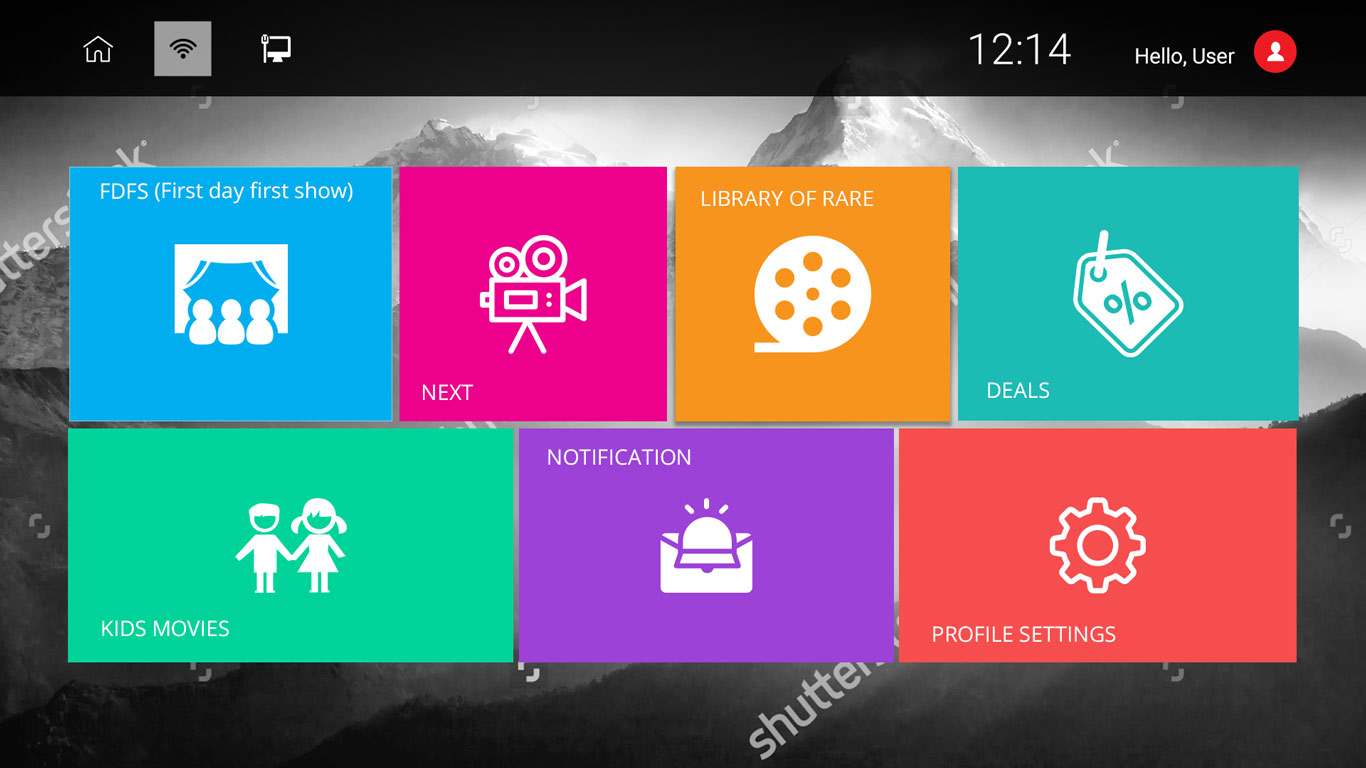 12:14
Hello, User
FDFS (First day first show)
LIBRARY OF RARE
NEXT
DEALS
NOTIFICATION
KIDS MOVIES
PROFILE SETTINGS
%